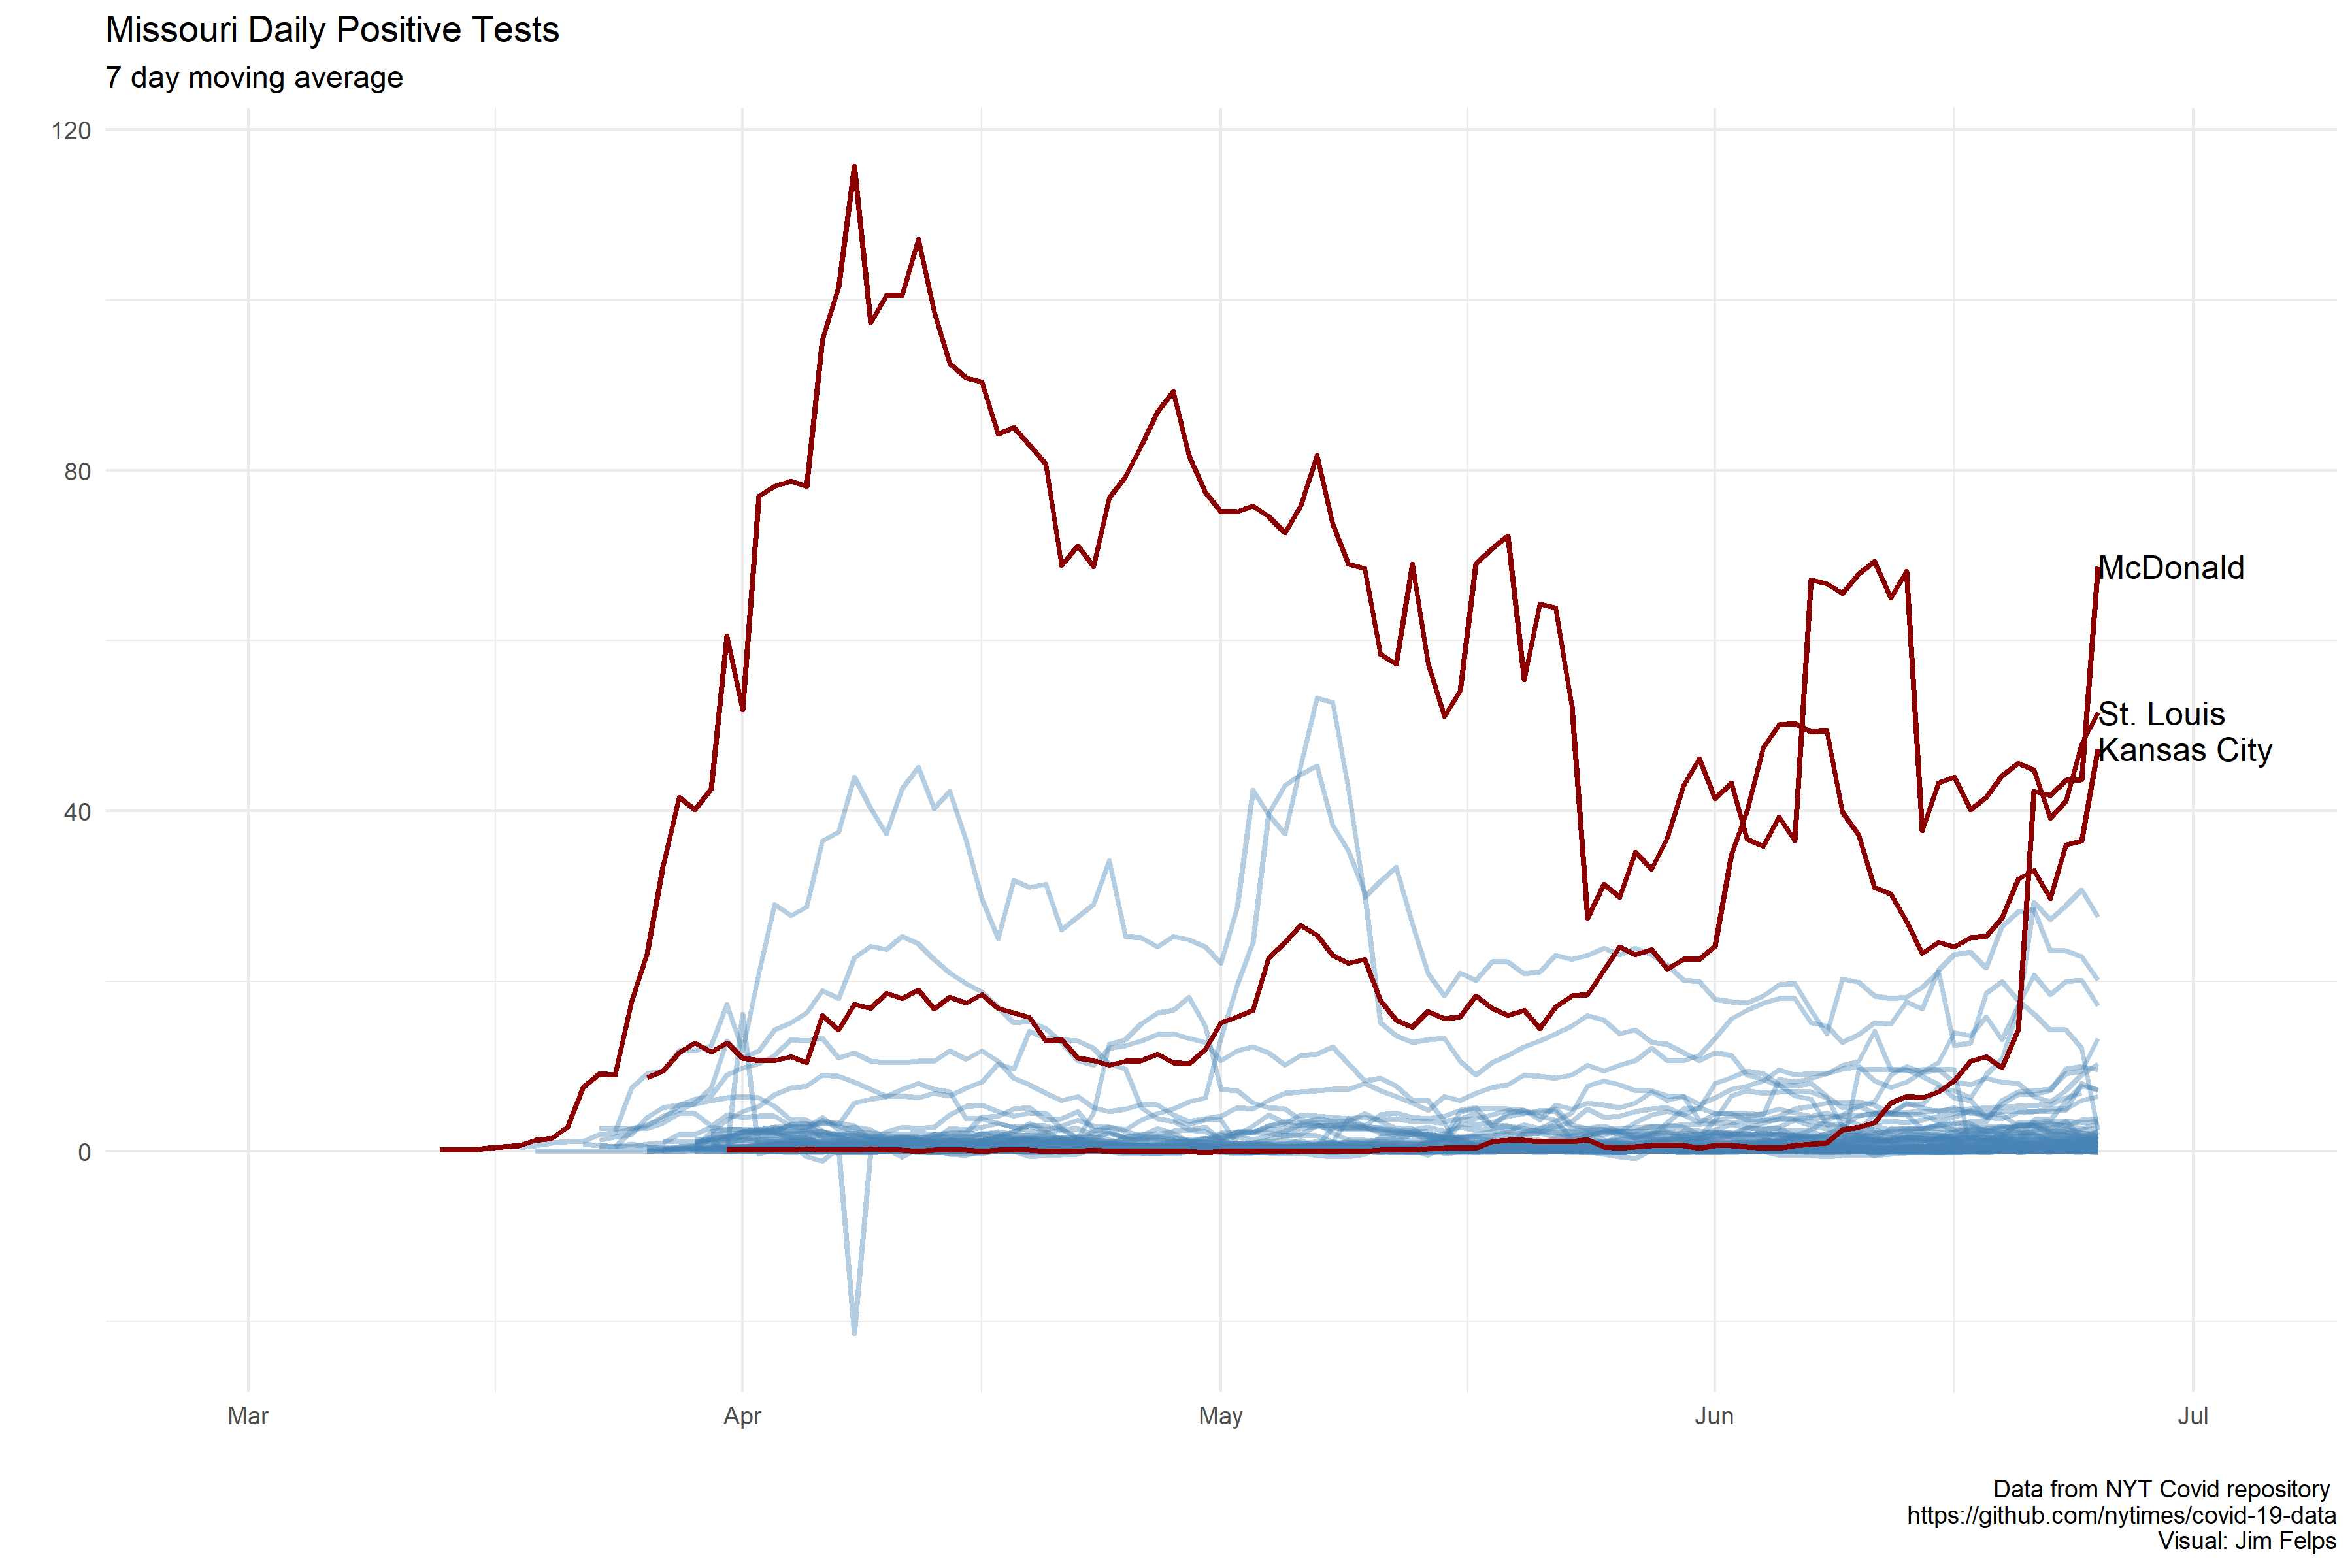 Missouri Daily Positive Tests
7 day moving average
120
80
40
0
McDonald
St. Louis
Kansas City
Mar Apr May Jun Jul
Data from NYT Covid repository
https://github.com/nytimes/covid-19-data
Visual: Jim Felps